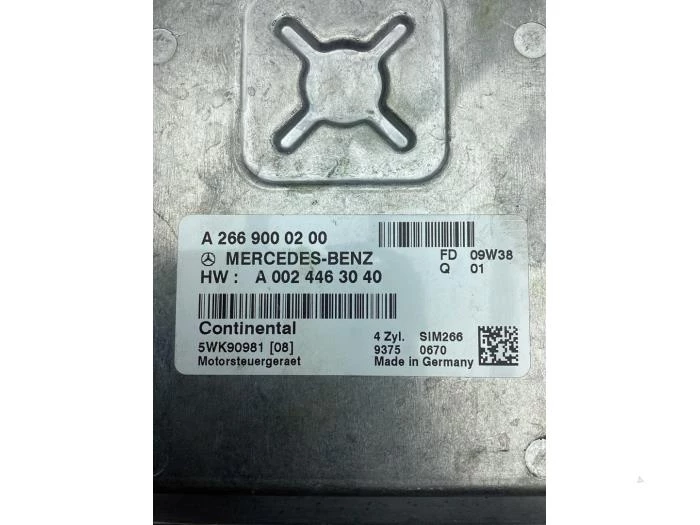 A 266 900 02 00
MERCEDES-BENZ
HW : A 002 446 30 40
FD 09W38
Q 01
Continental
5WK90981 [08]
Motorsteuergeraet
4 Zyl. SIM266
9375 0670
Made in Germany